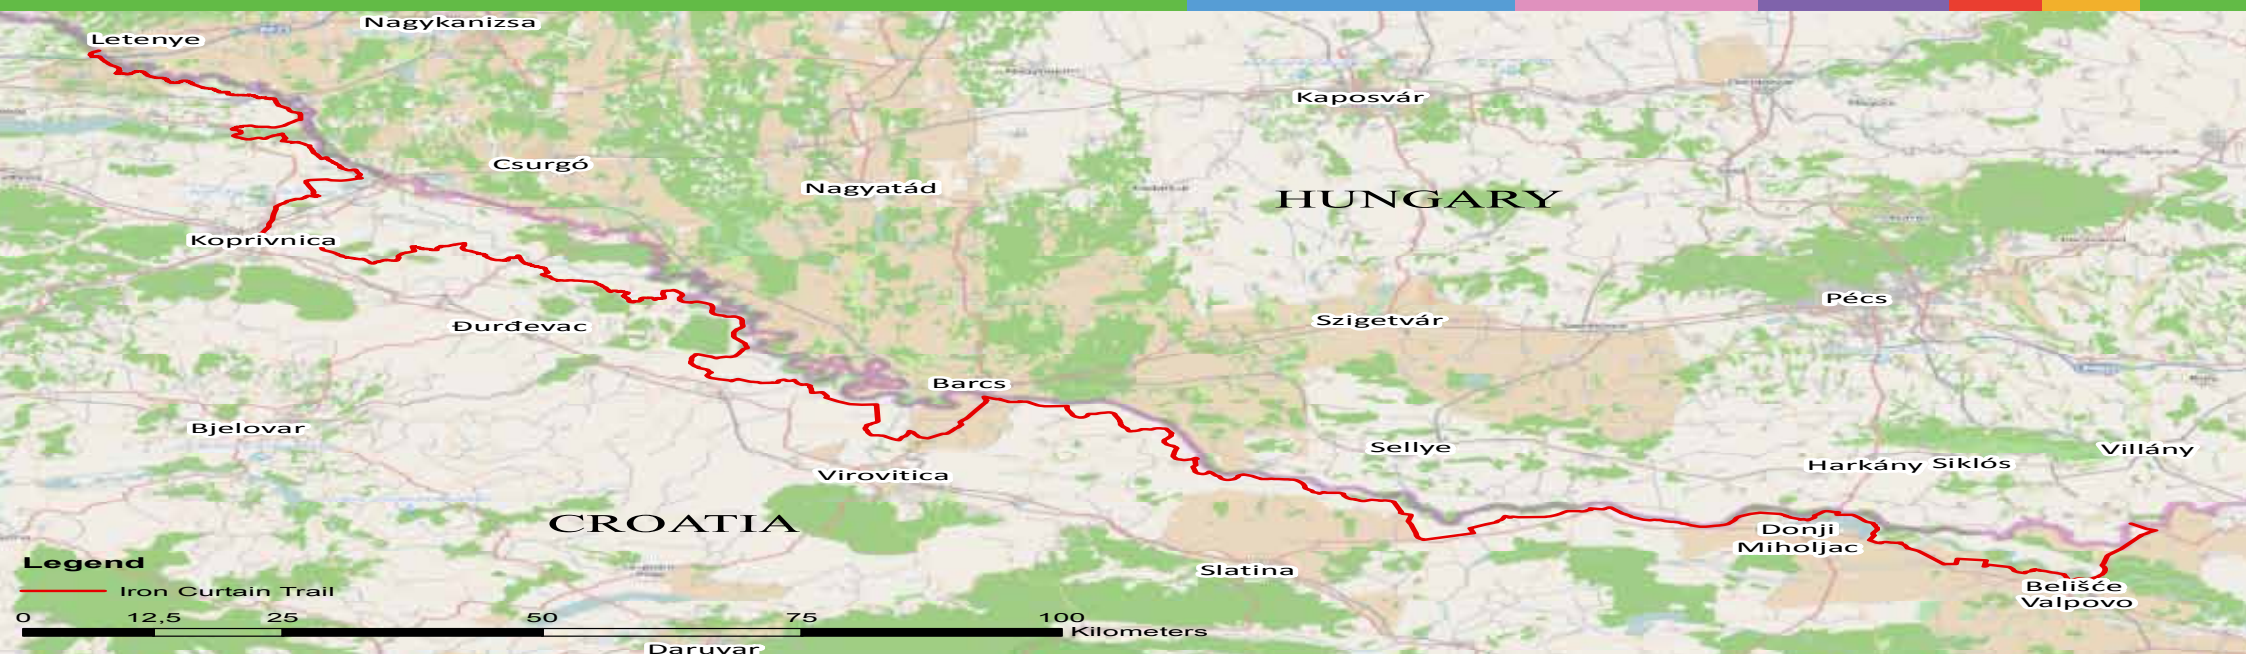 Nagykanizsa
Letenye
Kaposvár
Csurgó
Nagyatád
HUNGARY
Koprivnica
Pécs
Szigetvár
Đurđevac
Barcs
Bjelovar
Sellye
Villány
Harkány Siklós
Virovitica
CROATIA
Donji
Miholjac
Slatina
Belišće
Valpovo
Legend
Iron Curtain Trail
0 12,5 25 50 75 100
Kilometers
Daruvar